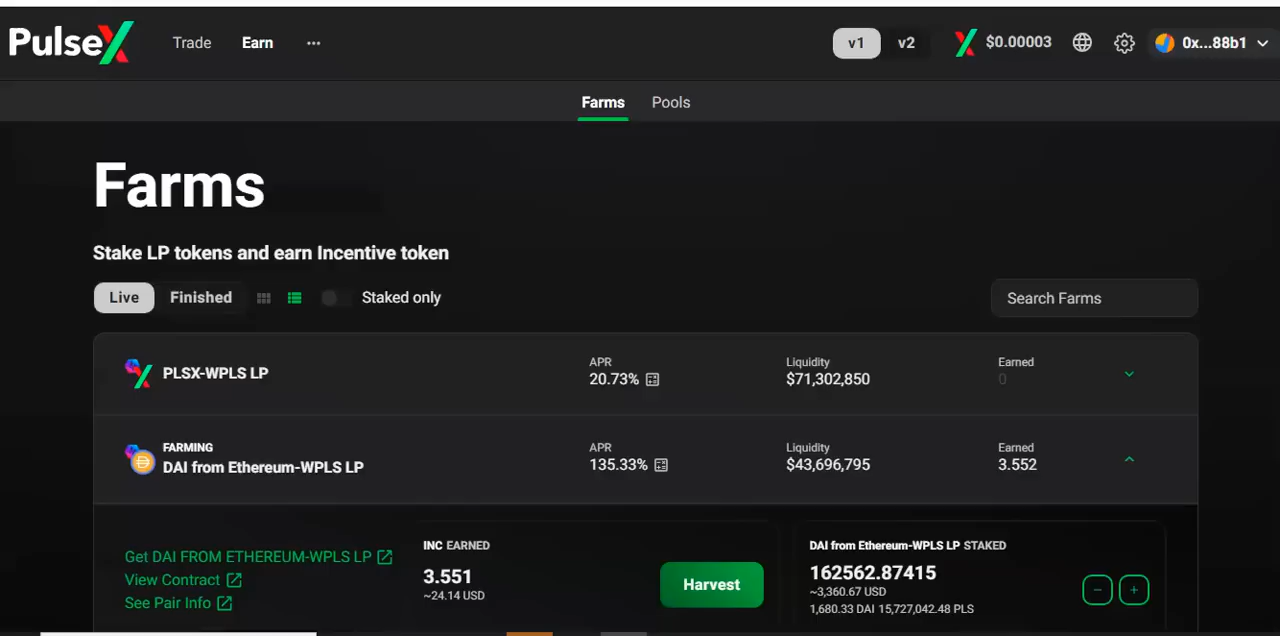 PulseX Trade Earn ··· v1 v2 $0.00003 0x...88b1
Farms Pools
Farms
Stake LP tokens and earn Incentive token
Live Finished Staked only Search Farms
PLSX-WPLS LP
APR
20.73%
Liquidity
$71,302,850
Earned
0
FARMING
DAI from Ethereum-WPLS LP
APR
135.33%
Liquidity
$43,696,795
Earned
3.552
Get DAI FROM ETHEREUM-WPLS LP
View Contract
See Pair Info
INC EARNED
3.551
~24.14 USD
Harvest
DAI from Ethereum-WPLS LP STAKED
162562.87415
~3,360.67 USD
1,680.33 DAI 15,727,042.48 PLS